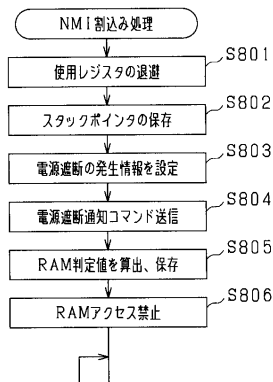 NMI割込み処理
S801
使用レジスタの退避
S802
スタックポインタの保存
S803
電源遮断の発生情報を設定
S804
電源遮断通知コマンド送信
S805
RAM判定値を算出、保存
S806
RAMアクセス禁止